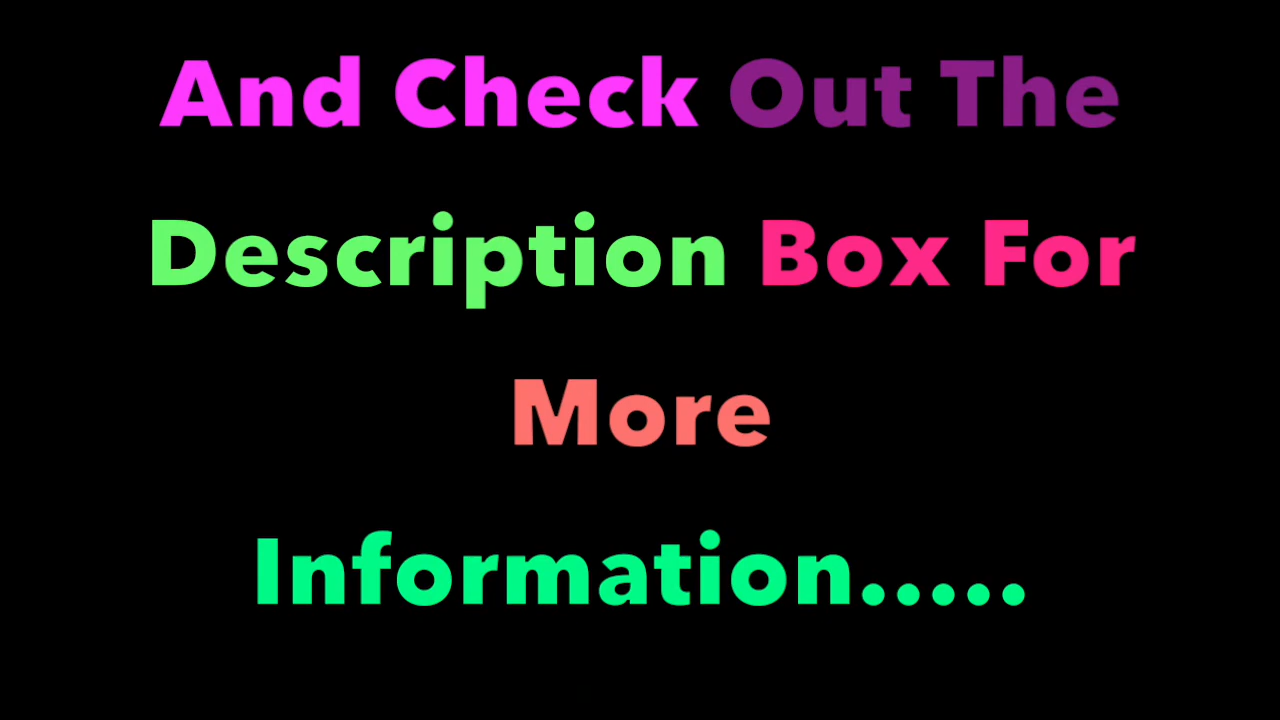 And Check Out The
Description Box For
More
Information.....